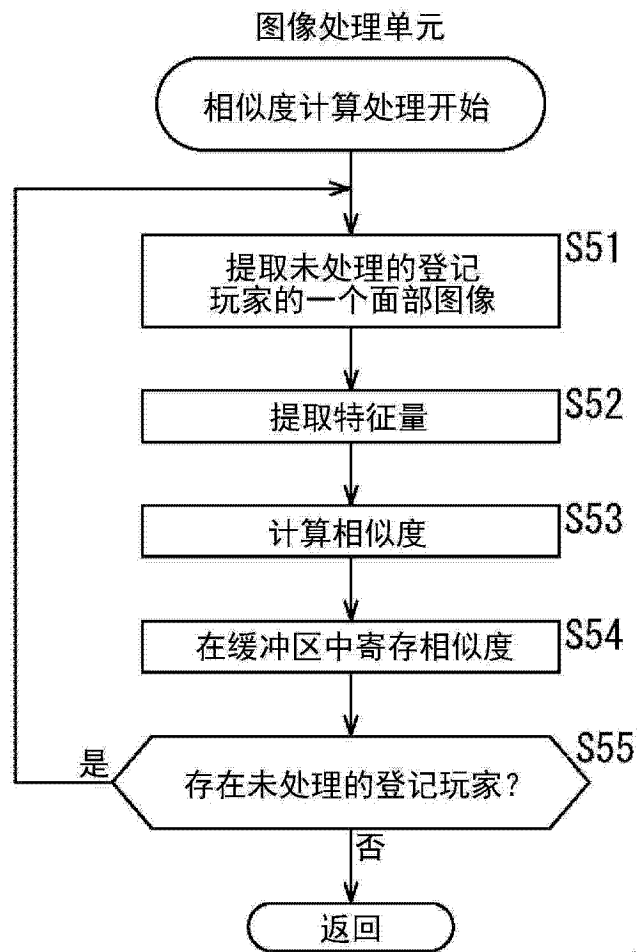 图像处理单元
相似度计算处理开始
S51
提取未处理的登记
玩家的一个面部图像
S52
提取特征量
S53
计算相似度
S54
在缓冲区中寄存相似度
S55
是
存在未处理的登记玩家?
否
返回